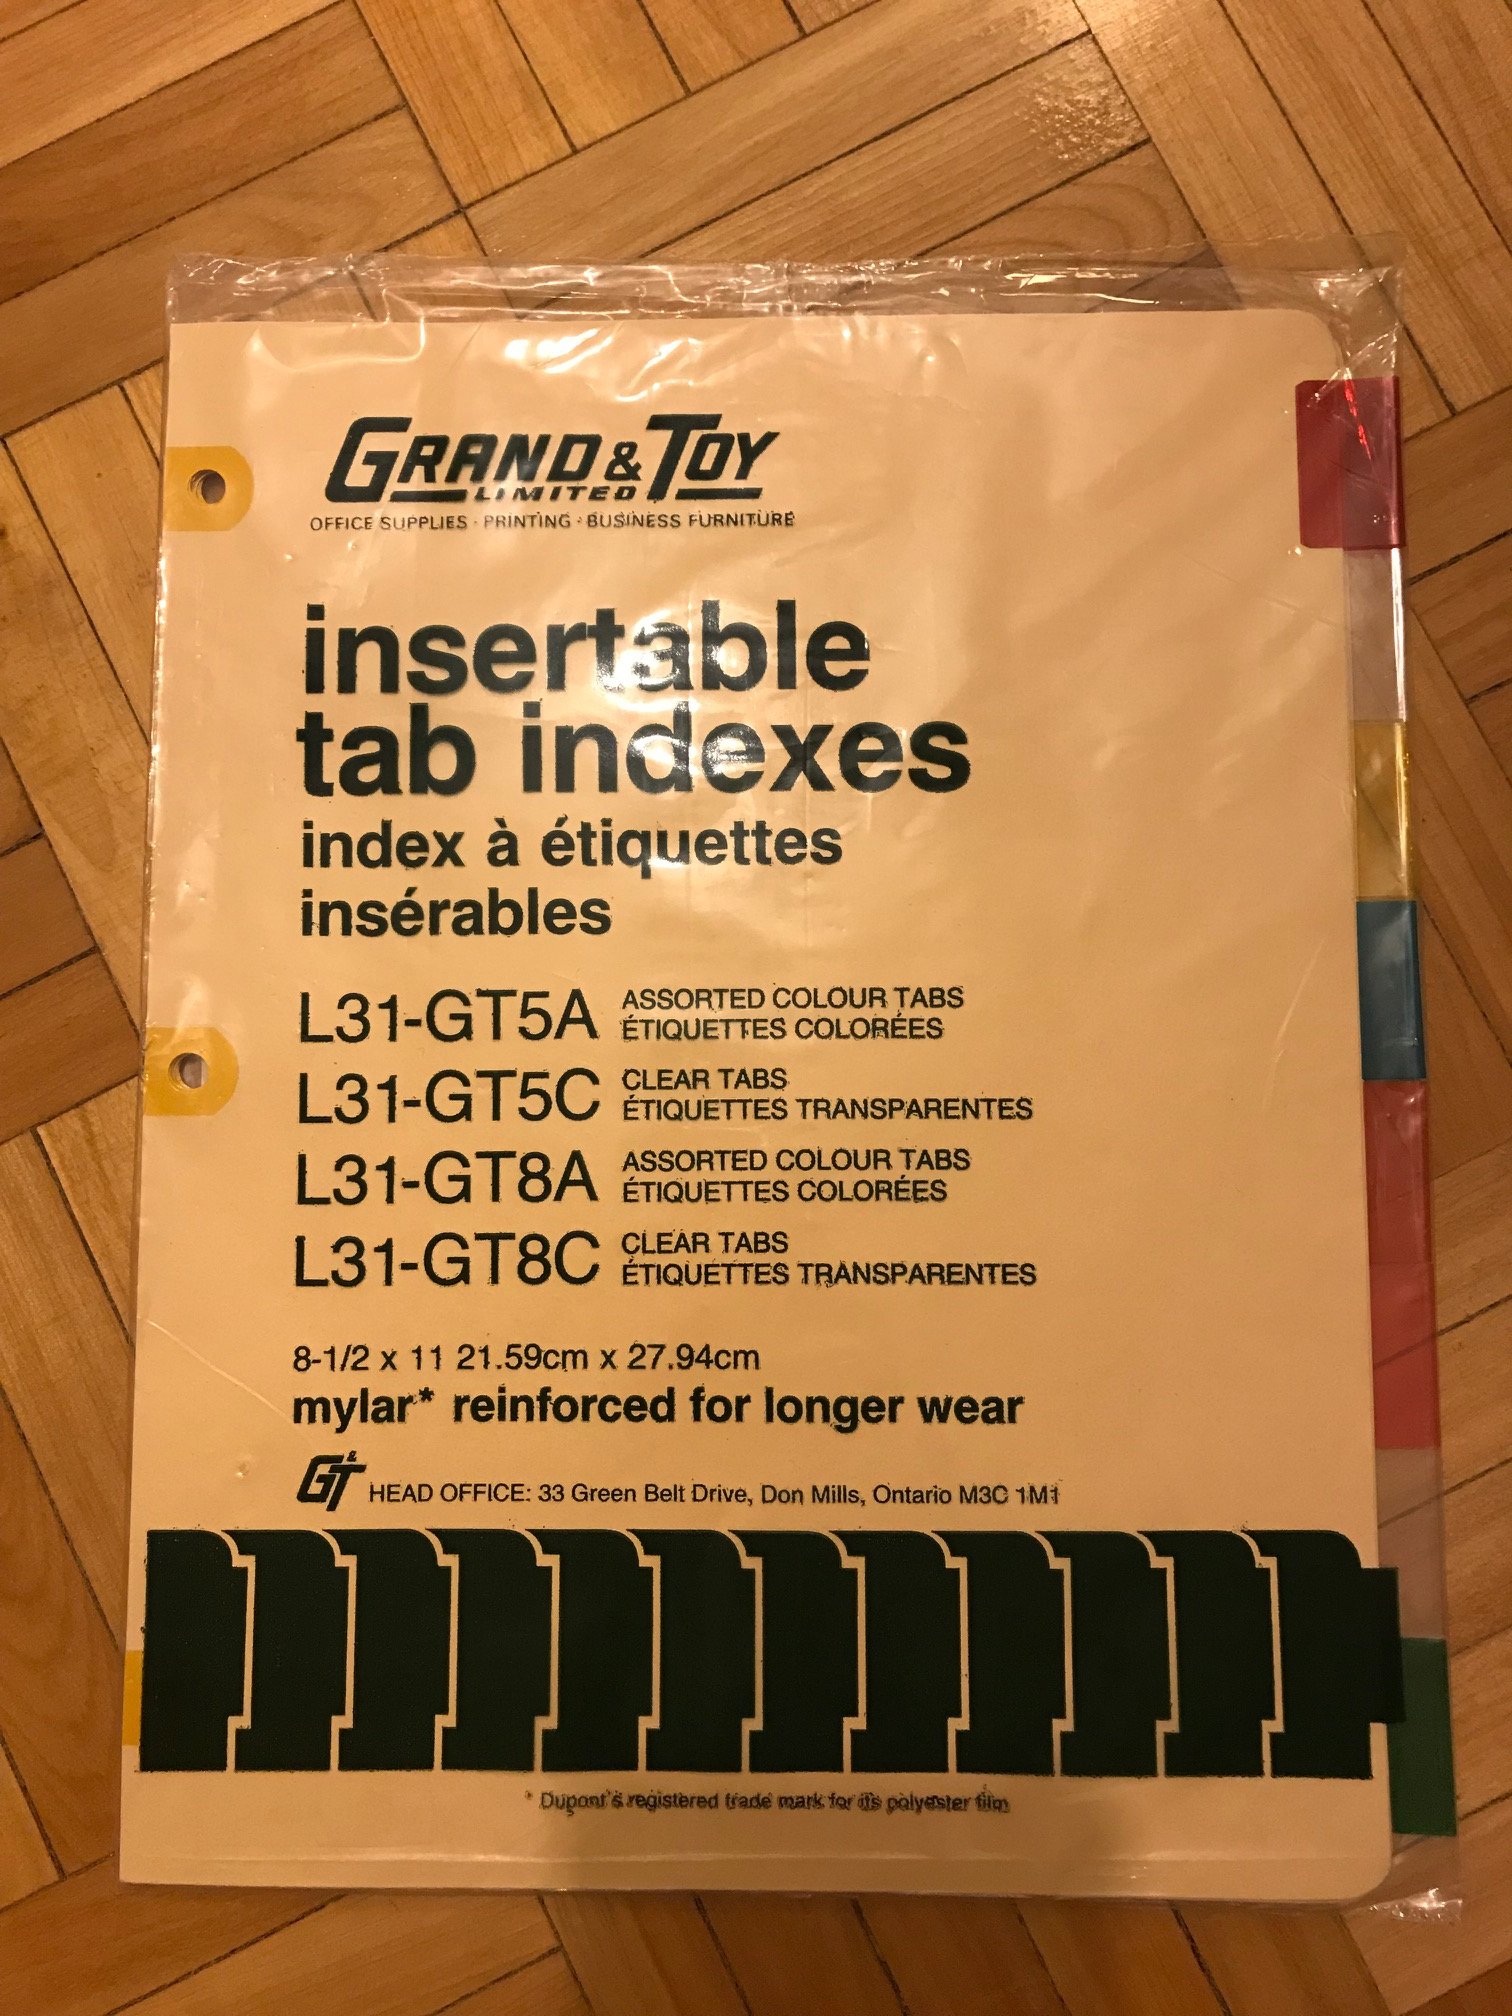 GRAND & TOY
LIMITED
OFFICE SUPPLIES · PRINTING · BUSINESS FURNITURE
insertable
tab indexes
index à étiquettes
insérables
L31-GT5A ASSORTED COLOUR TABS
ÉTIQUETTES COLORÉES
L31-GT5C CLEAR TABS
ÉTIQUETTES TRANSPARENTES
L31-GT8A ASSORTED COLOUR TABS
ÉTIQUETTES COLORÉES
L31-GT8C CLEAR TABS
ÉTIQUETTES TRANSPARENTES
8-1/2 x 11 21.59cm x 27.94cm
mylar* reinforced for longer wear
G&T HEAD OFFICE: 33 Green Belt Drive, Don Mills, Ontario M3C 1M1
* Dupont's registered trade mark for its polyester film